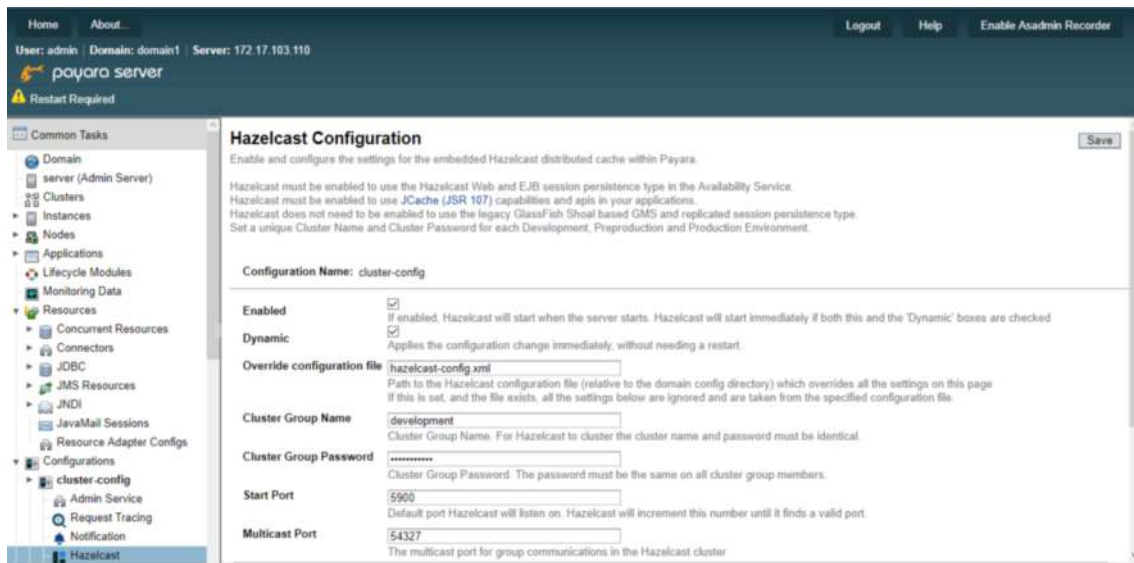 Home About... Logout Help Enable Asadmin Recorder
User: admin Domain: domain1 Server: 172.17.103.110
payara server
Restart Required
Common Tasks
Domain
server (Admin Server)
Clusters
Instances
Nodes
Applications
Lifecycle Modules
Monitoring Data
Resources
Concurrent Resources
Connectors
JDBC
JMS Resources
JNDI
JavaMail Sessions
Resource Adapter Configs
Configurations
cluster-config
Admin Service
Request Tracing
Notification
Hazelcast
Hazelcast Configuration
Save
Enable and configure the settings for the embedded Hazelcast distributed cache within Payara.
Hazelcast must be enabled to use the Hazelcast Web and EJB session persistence type in the Availability Service.
Hazelcast must be enabled to use JCache (JSR 107) capabilities and apis in your applications.
Hazelcast does not need to be enabled to use the legacy GlassFish Shoal based GMS and replicated session persistence type.
Set a unique Cluster Name and Cluster Password for each Development, Preproduction and Production Environment.
Configuration Name: cluster-config
Enabled
If enabled, Hazelcast will start when the server starts. Hazelcast will start immediately if both this and the 'Dynamic' boxes are checked
Dynamic
Applies the configuration change immediately, without needing a restart.
Override configuration file hazelcast-config.xml
Path to the Hazelcast configuration file (relative to the domain config directory) which overrides all the settings on this page
If this is set, and the file exists, all the settings below are ignored and are taken from the specified configuration file.
Cluster Group Name development
Cluster Group Name. For Hazelcast to cluster the cluster name and password must be identical.
Cluster Group Password •••••••••••
Cluster Group Password. The password must be the same on all cluster group members.
Start Port 5900
Default port Hazelcast will listen on. Hazelcast will increment this number until it finds a valid port
Multicast Port 54327
The multicast port for group communications in the Hazelcast cluster